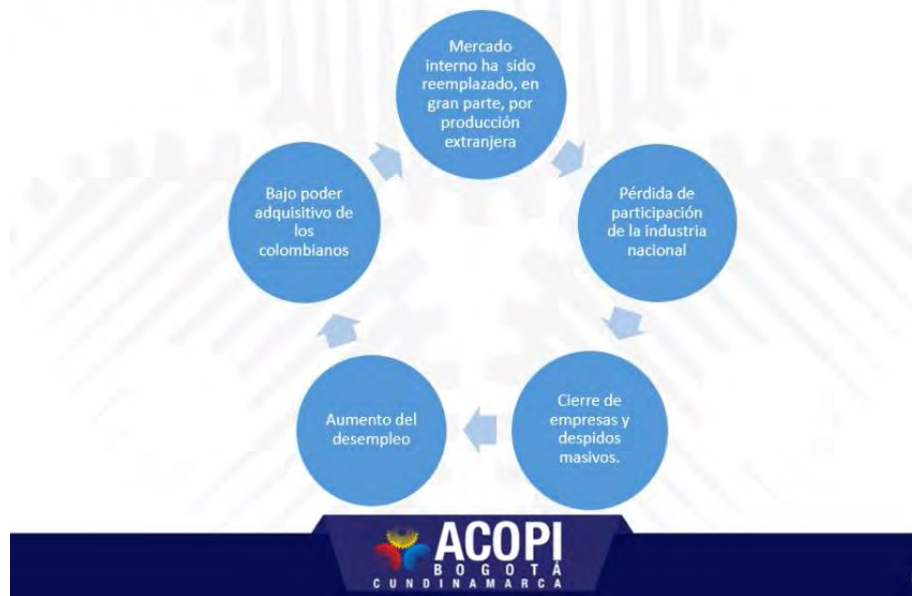 Mercado
interno ha sido
reemplazado, en
gran parte, por
producción
extranjera
Pérdida de
participación
de la industria
nacional
Cierre de
empresas y
despidos
masivos.
Aumento del
desempleo
Bajo poder
adquisitivo de
los
colombianos
ACOPI
BOGOTÁ
CUNDINAMARCA